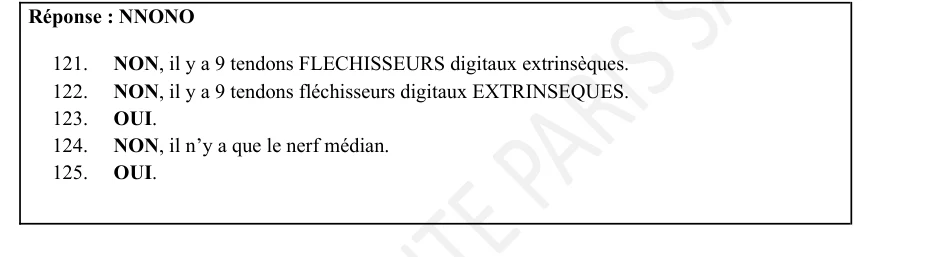 Réponse : NNONO
121. NON, il y a 9 tendons FLECHISSEURS digitaux extrinsèques.
122. NON, il y a 9 tendons fléchisseurs digitaux EXTRINSEQUES.
123. OUI.
124. NON, il n’y a que le nerf médian.
125. OUI.
PARIS